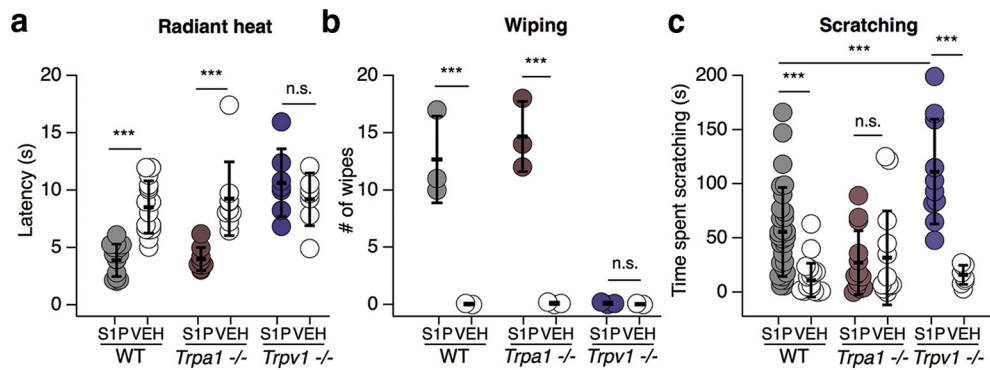 a
Radiant heat
Latency (s)
20
15
10
5
0
***
***
n.s.
S1P VEH S1P VEH S1P VEH
WT Trpa1 -/- Trpv1 -/-
b
Wiping
# of wipes
20
15
10
5
0
***
***
n.s.
S1P VEH S1P VEH S1P VEH
WT Trpa1 -/- Trpv1 -/-
c
Scratching
Time spent scratching (s)
200
150
100
50
0
***
***
***
n.s.
S1P VEH S1P VEH S1P VEH
WT Trpa1 -/- Trpv1 -/-